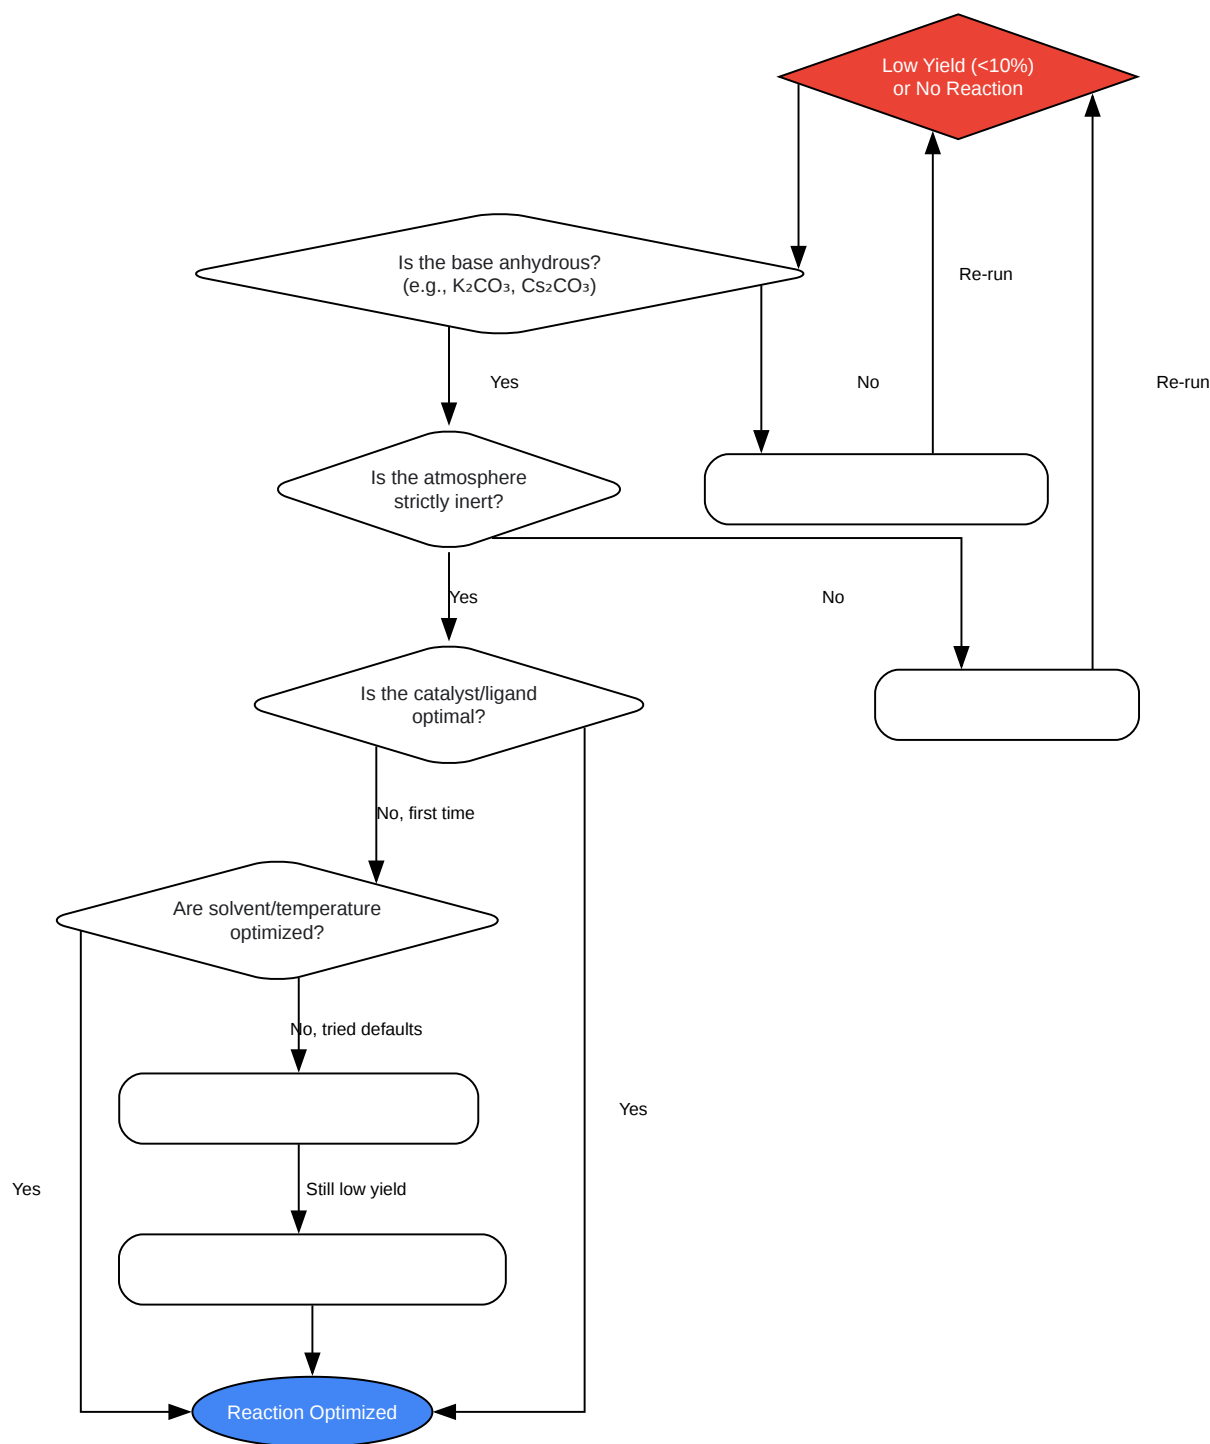 Low Yield (<10%)
or No Reaction
Is the base anhydrous?
(e.g., K₂CO₃, Cs₂CO₃)
Re-run
Yes
No
Re-run
Is the atmosphere
strictly inert?
Yes
No
Is the catalyst/ligand
optimal?
No, first time
Are solvent/temperature
optimized?
No, tried defaults
Yes
Yes
Still low yield
Reaction Optimized